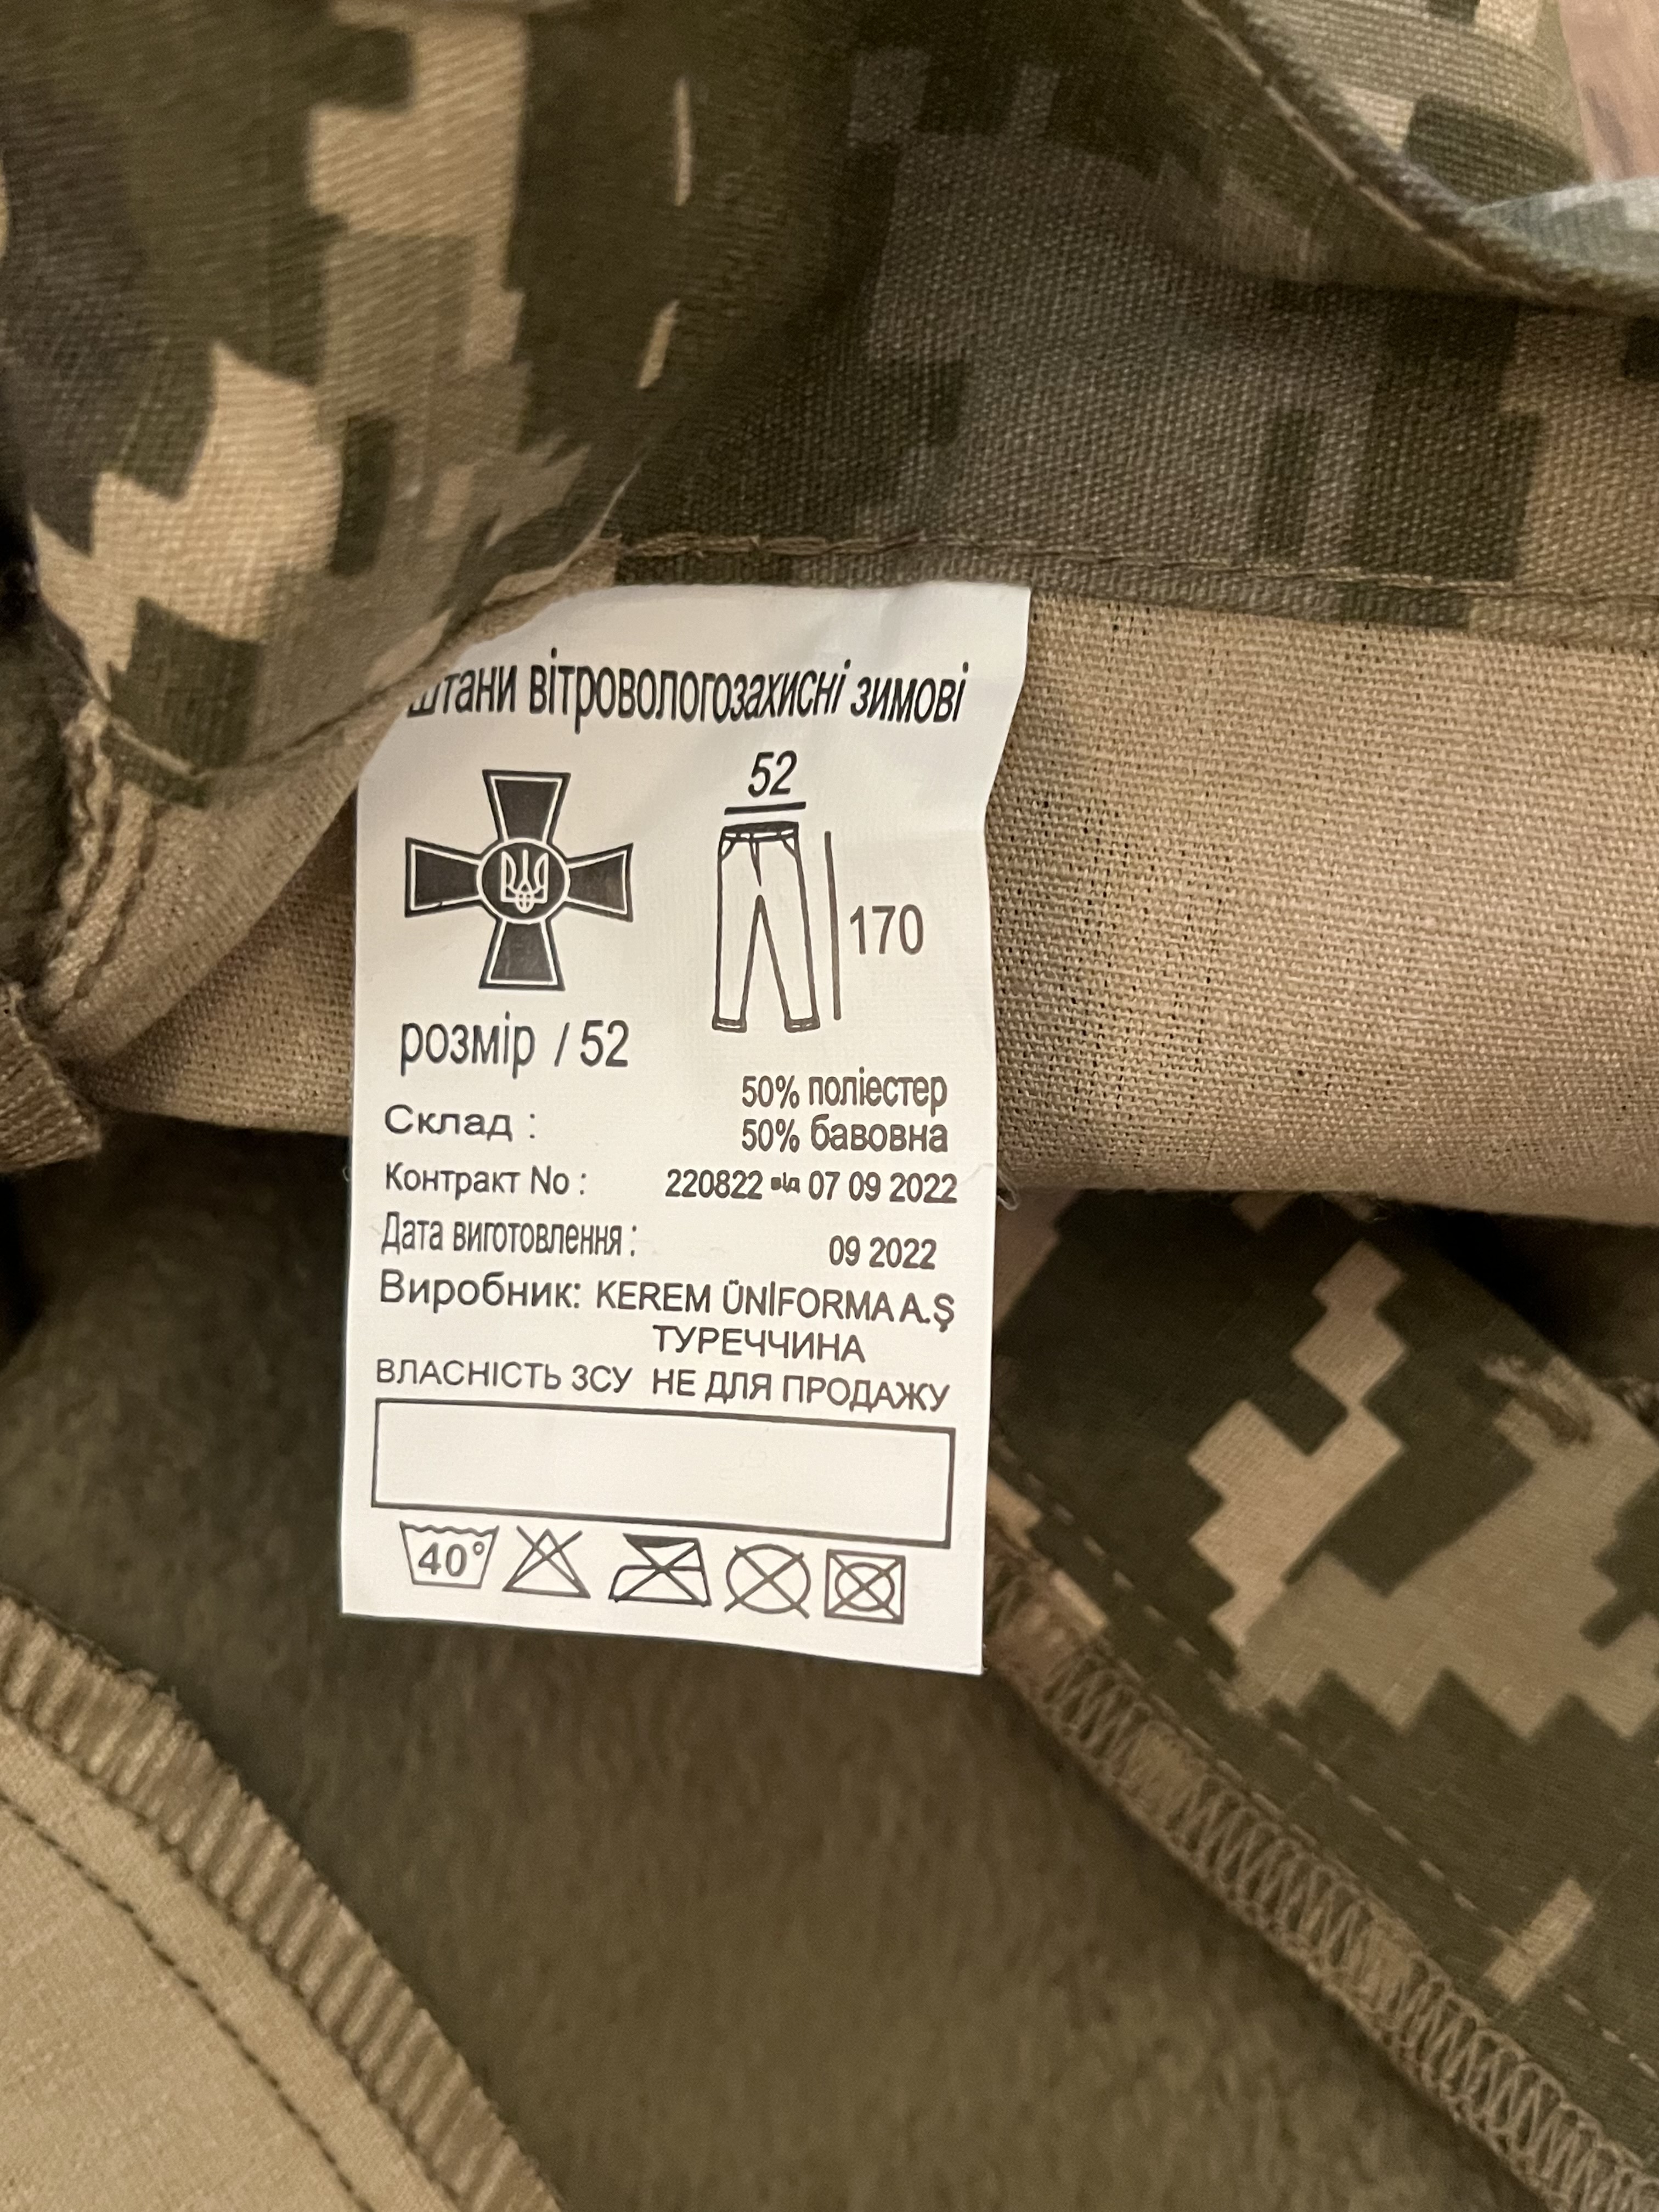 Штани вітровологозахисні зимові
52
170
розмір / 52
Склад : 50% поліестер
50% бавовна
Контракт No : 220822 від 07 09 2022
Дата виготовлення : 09 2022
Виробник: KEREM ÜNİFORMA A.Ş
ТУРЕЧЧИНА
ВЛАСНІСТЬ ЗСУ НЕ ДЛЯ ПРОДАЖУ
40°